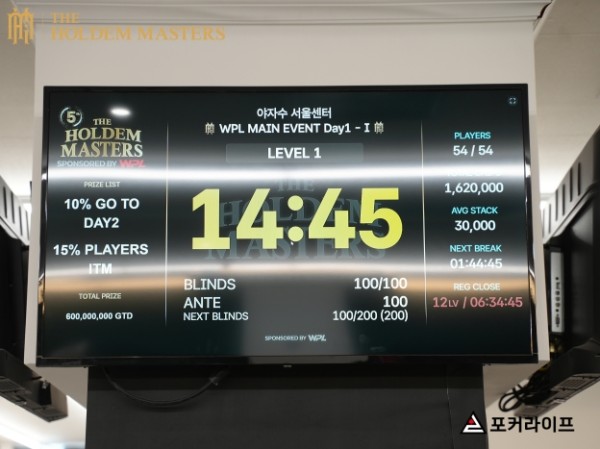 THE
HOLDEM MASTERS
5th
THE
HOLDEM
MASTERS
SPONSORED BY WPL
PRIZE LIST
10% GO TO
DAY2
15% PLAYERS
ITM
TOTAL PRIZE
600,000,000 GTD
야자수 서울센터
WPL MAIN EVENT Day1 - I
LEVEL 1
THE
HOLDEM
MASTERS
14:45
BLINDS 100/100
ANTE 100
NEXT BLINDS 100/200 (200)
SPONSORED BY WPL
PLAYERS
54 / 54
1,620,000
AVG STACK
30,000
NEXT BREAK
01:44:45
REG CLOSE
12LV / 06:34:45
포커라이프